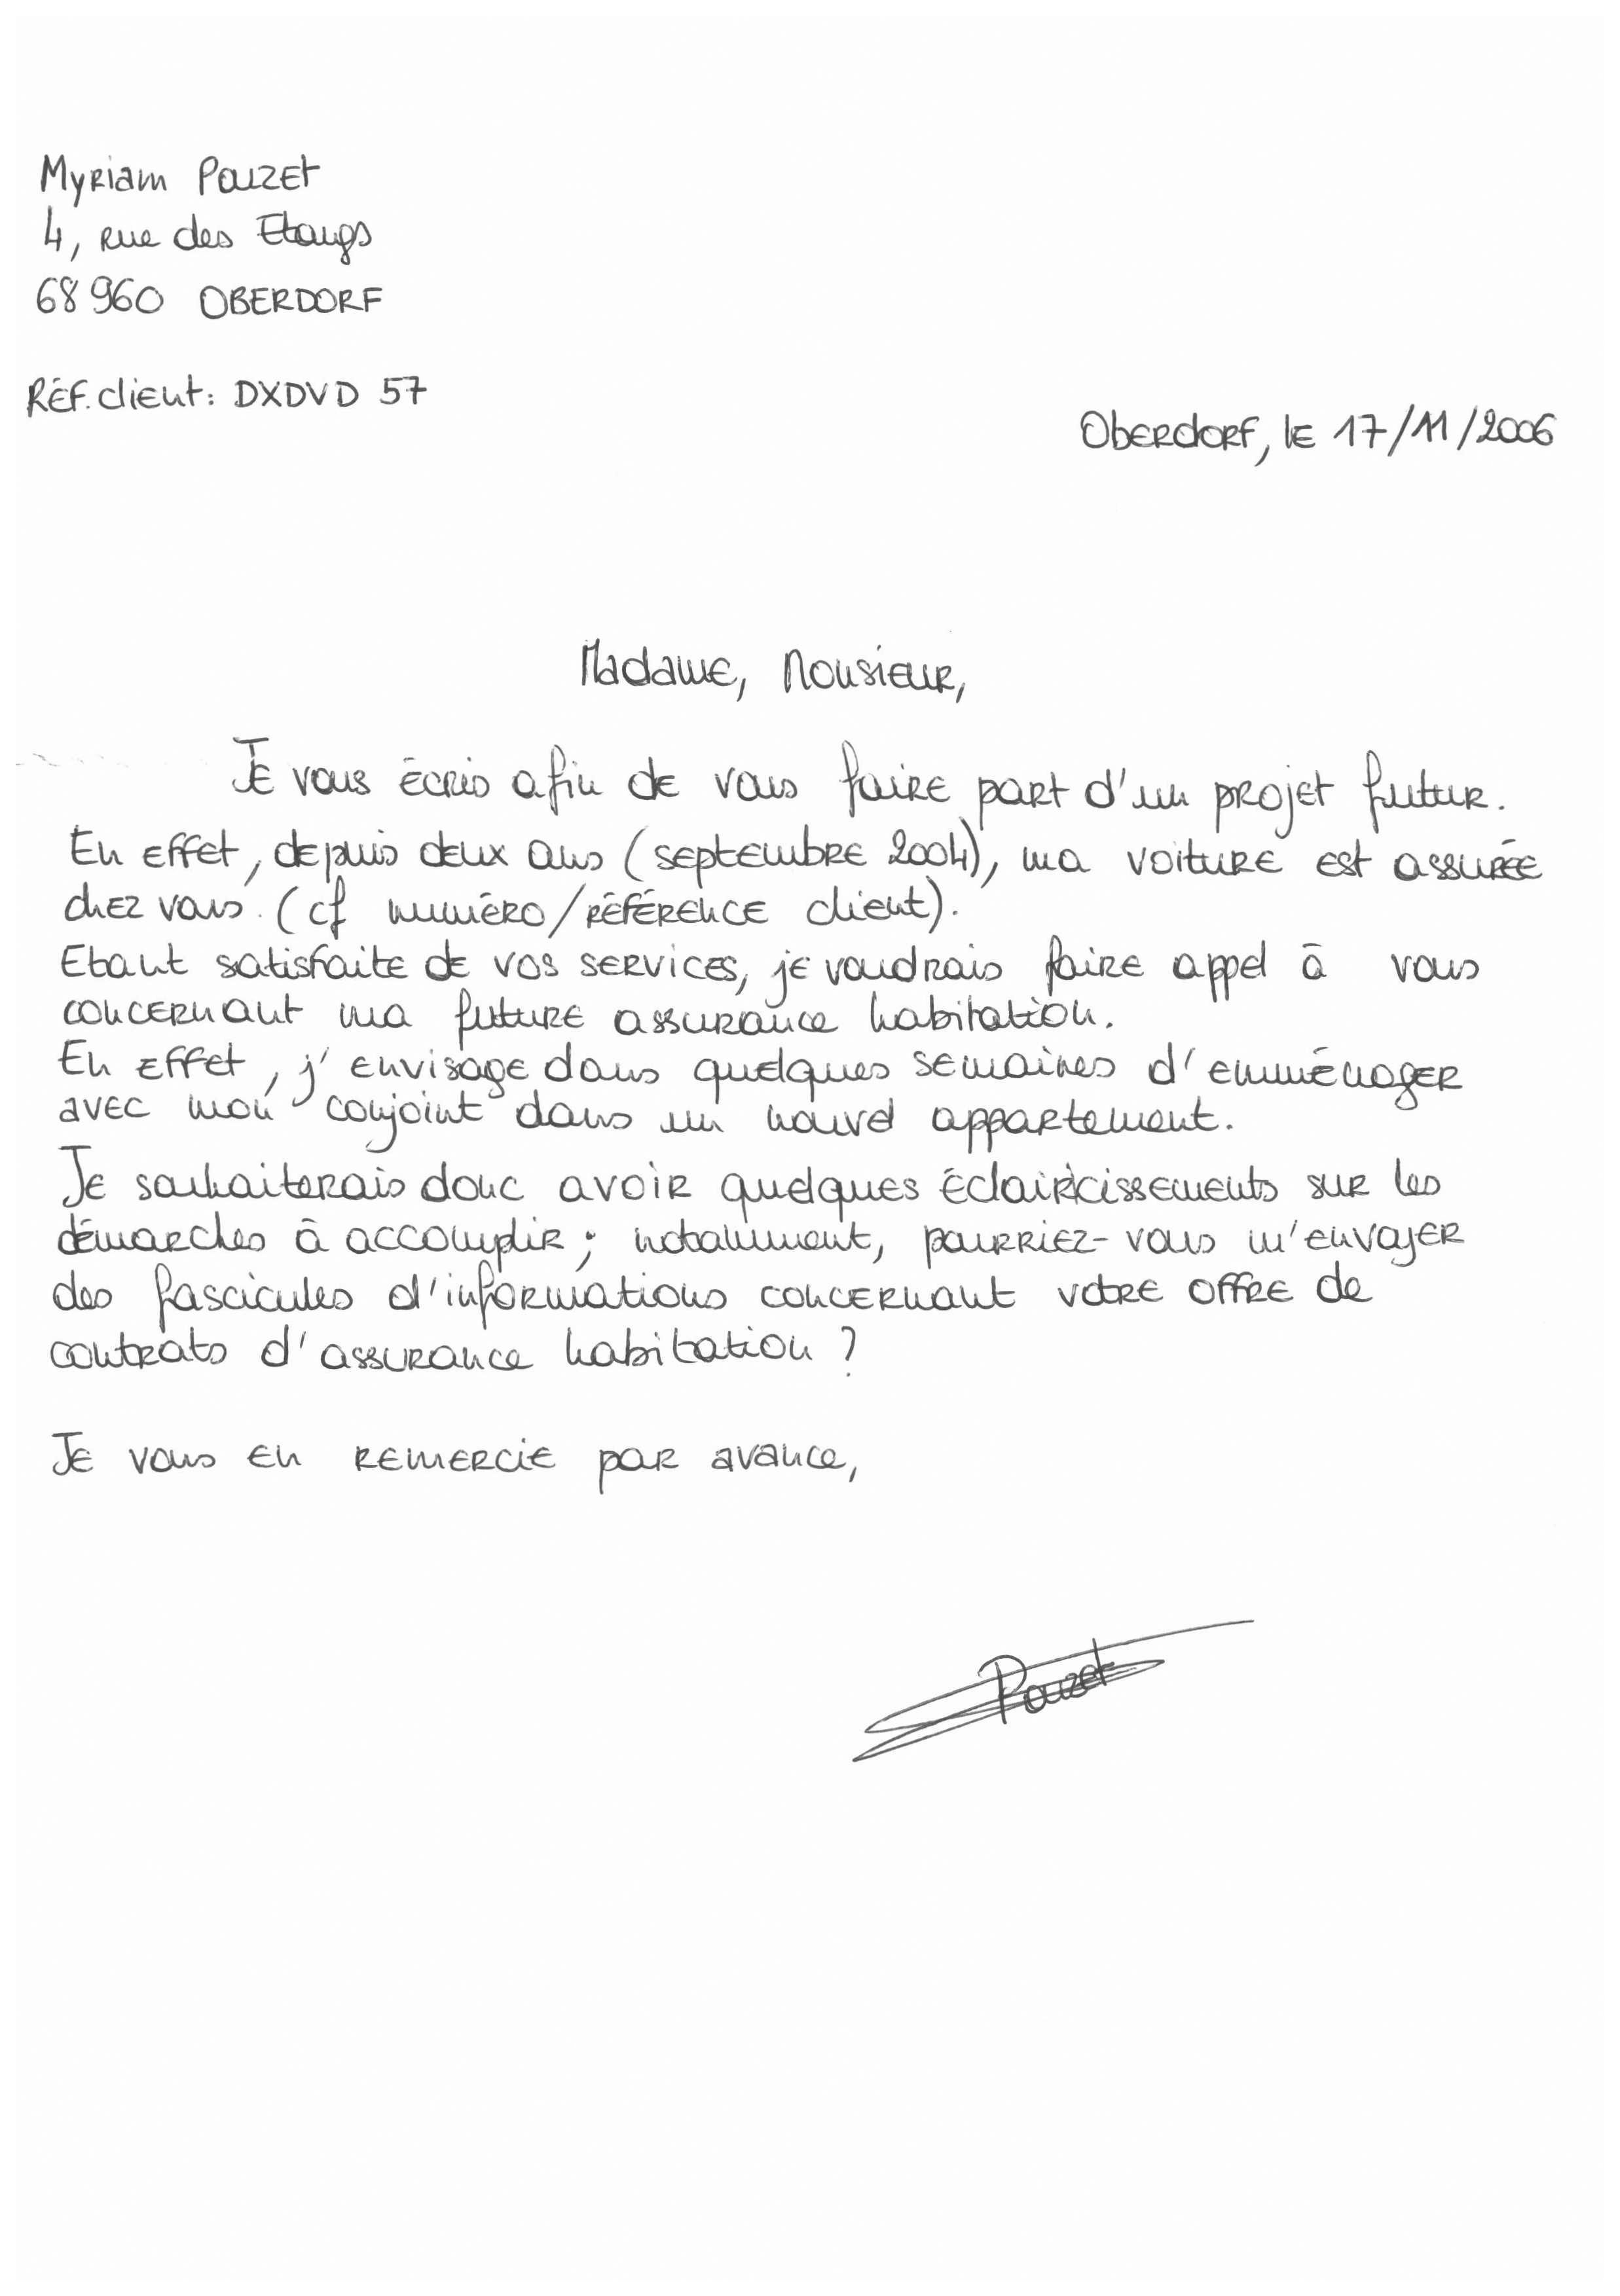 Myriam Pouzet
4, rue des Etangs
68960 OBERDORF
Réf. client : DXDVD 57
Oberdorf, le 17/11/2006
Madame, Monsieur,
Je vous écris afin de vous faire part d'un projet futur.
En effet, depuis deux ans (septembre 2004), ma voiture est assurée
chez vous. (cf numéro/référence client).
Etant satisfaite de vos services, je voudrais faire appel à vous
concernant ma future assurance habitation.
En effet, j'envisage dans quelques semaines d'emménager
avec mon conjoint dans un nouvel appartement.
Je souhaiterais donc avoir quelques éclaircissements sur les
démarches à accomplir ; notamment, pourriez-vous m'envoyer
des fascicules d'informations concernant votre offre de
contrats d'assurance habitation ?
Je vous en remercie par avance,
Pouzet